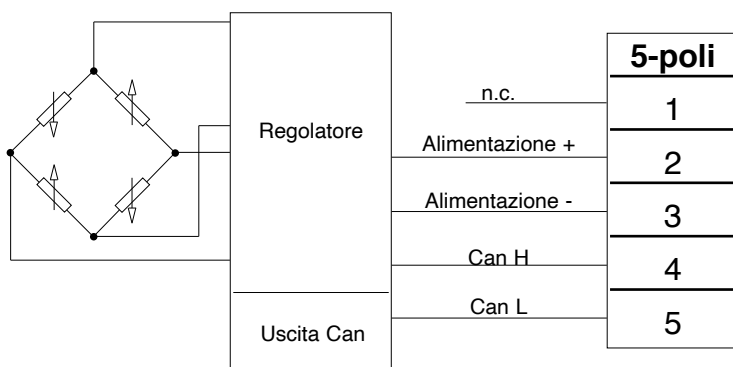 5-poli
n.c.
1
Regolatore
Alimentazione +
2
Alimentazione -
3
Can H
4
Can L
5
Uscita Can